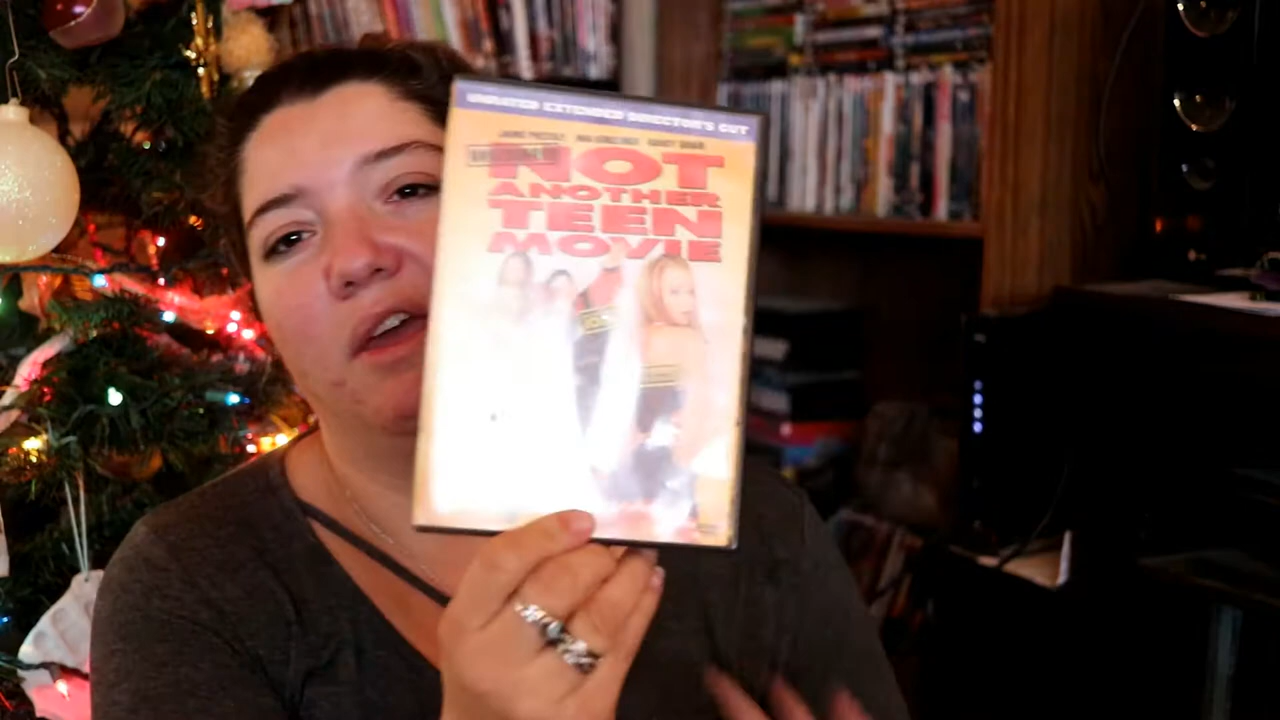 UNRATED EXTENDED DIRECTOR'S CUT
NOT
ANOTHER
TEEN
MOVIE